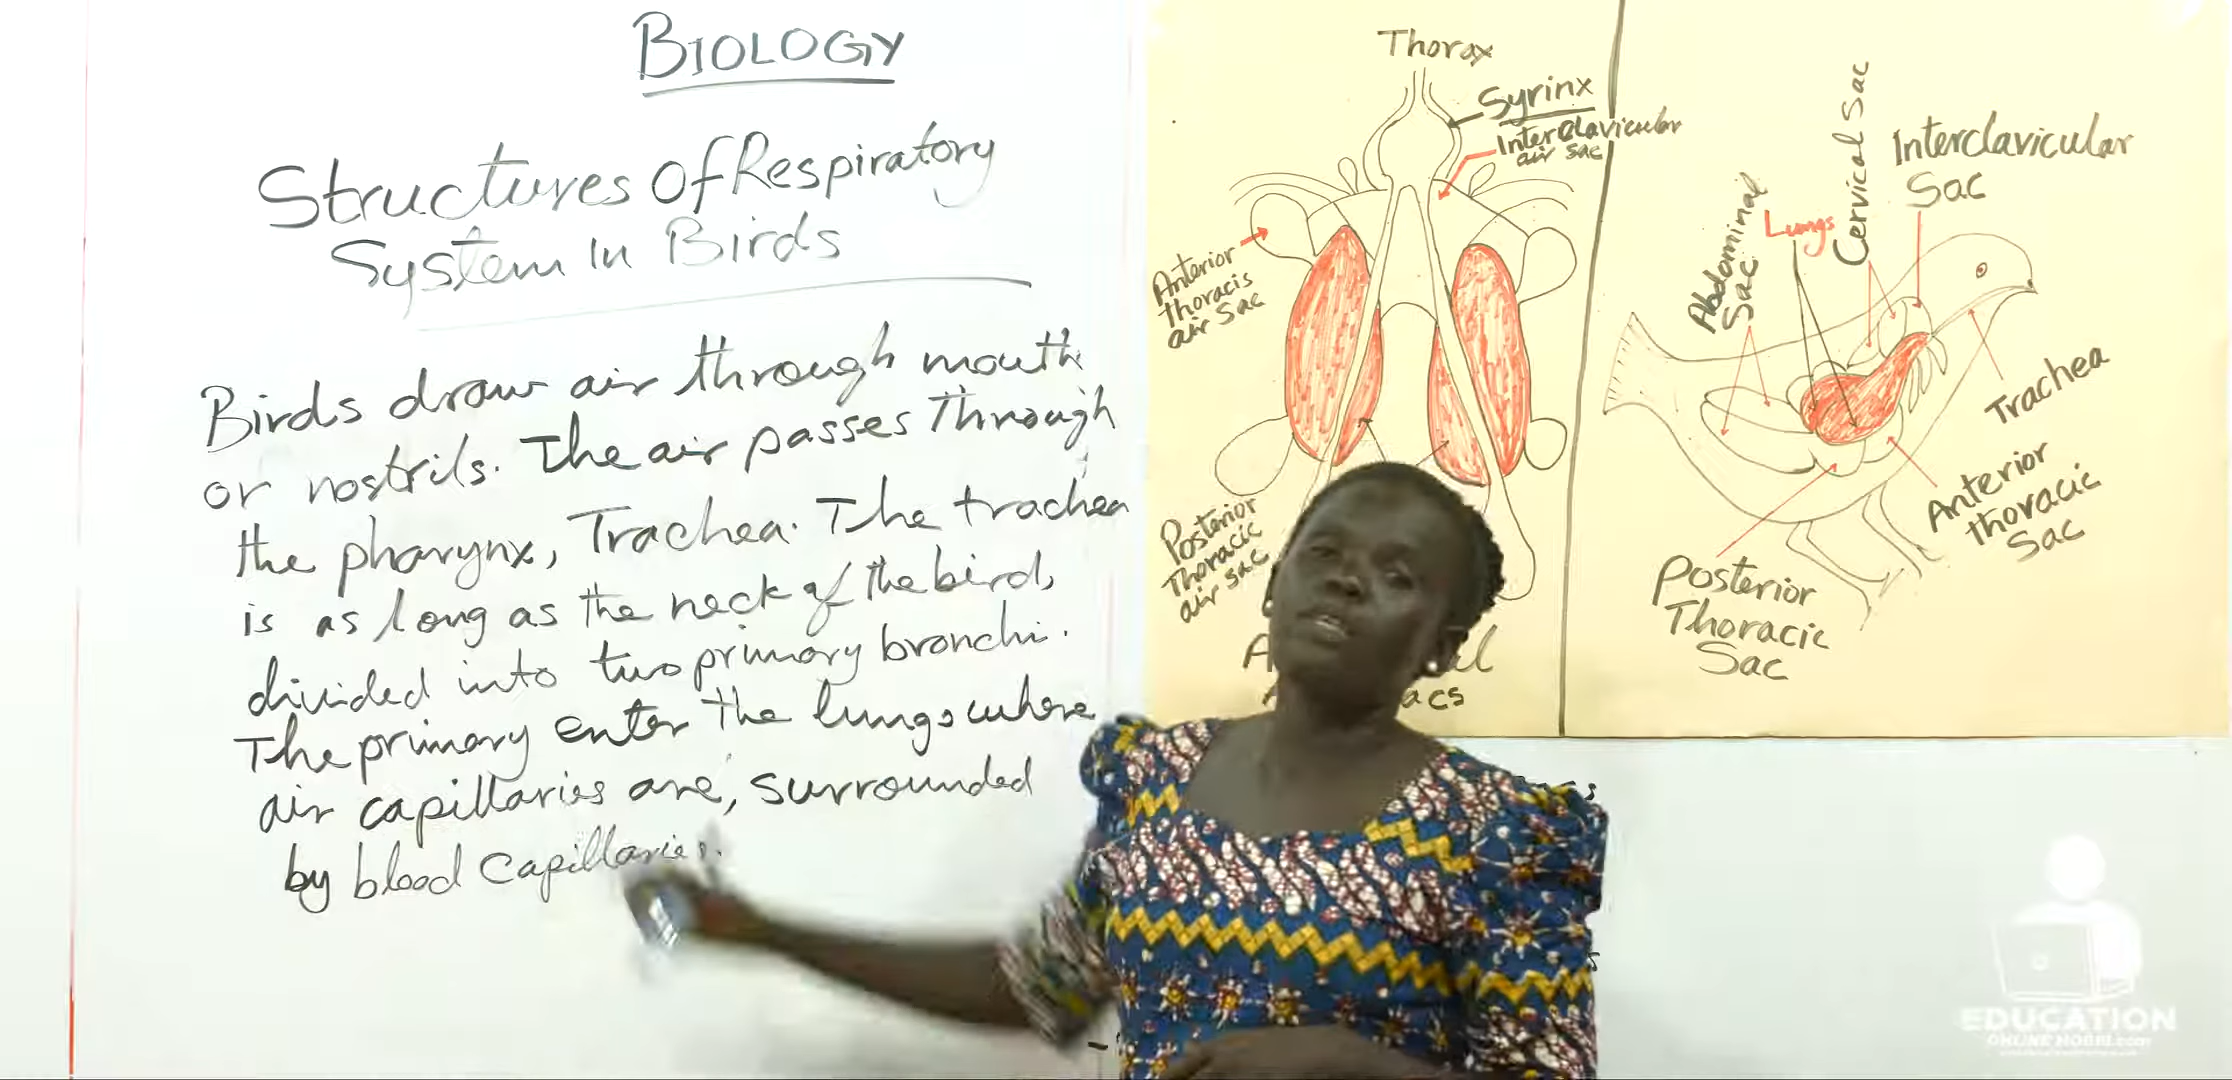 BIOLOGY
Structures Of Respiratory
System In Birds
Birds draw air through mouth
or nostrils. The air passes through
the pharynx, Trachea. The trachea
is as long as the neck of the bird,
divided into two primary bronchi.
The primary enter the lungs where
air capillaries are, surrounded
by blood capillaries.
Thorax
Syrinx
Interclavicular
air sac
Anterior
thoracis
air sac
Posterior
Thoracic
air sac
acs
Abdominal
Sac
Lungs
Cervical Sac
Interclavicular
Sac
Trachea
Anterior
thoracic
Sac
Posterior
Thoracic
Sac
EDUCATION